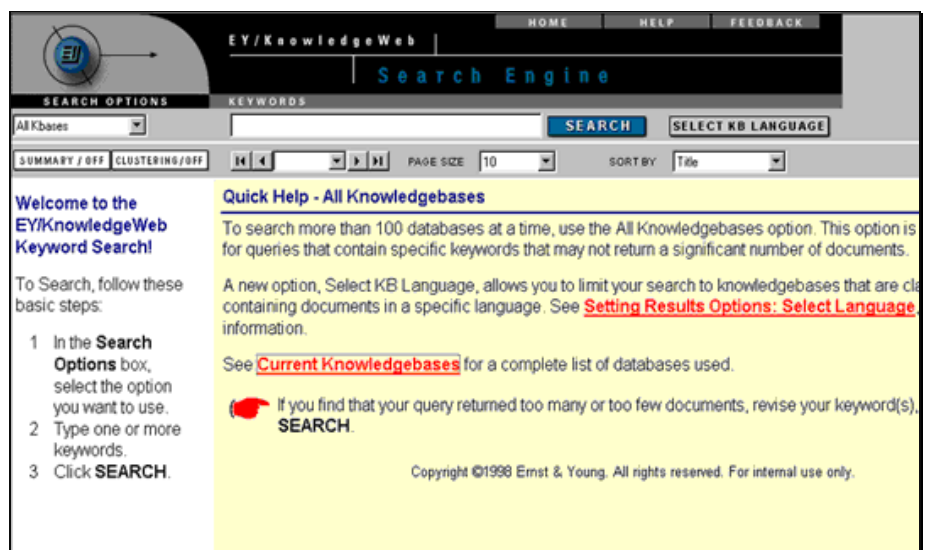 HOME HELP FEEDBACK
EY/KnowledgeWeb
EY
Search Engine
SEARCH OPTIONS KEYWORDS
All Kbases SEARCH SELECT KB LANGUAGE
SUMMARY / OFF CLUSTERING/OFF PAGE SIZE 10 SORT BY Title
Welcome to the
EY/KnowledgeWeb
Keyword Search!
To Search, follow these
basic steps:
1 In the Search
Options box,
select the option
you want to use.
2 Type one or more
keywords.
3 Click SEARCH.
Quick Help - All Knowledgebases
To search more than 100 databases at a time, use the All Knowledgebases option. This option is
for queries that contain specific keywords that may not return a significant number of documents.
A new option, Select KB Language, allows you to limit your search to knowledgebases that are cla
containing documents in a specific language. See Setting Results Options: Select Language,
information.
See Current Knowledgebases for a complete list of databases used.
If you find that your query returned too many or too few documents, revise your keyword(s),
SEARCH.
Copyright ©1998 Ernst & Young. All rights reserved. For internal use only.